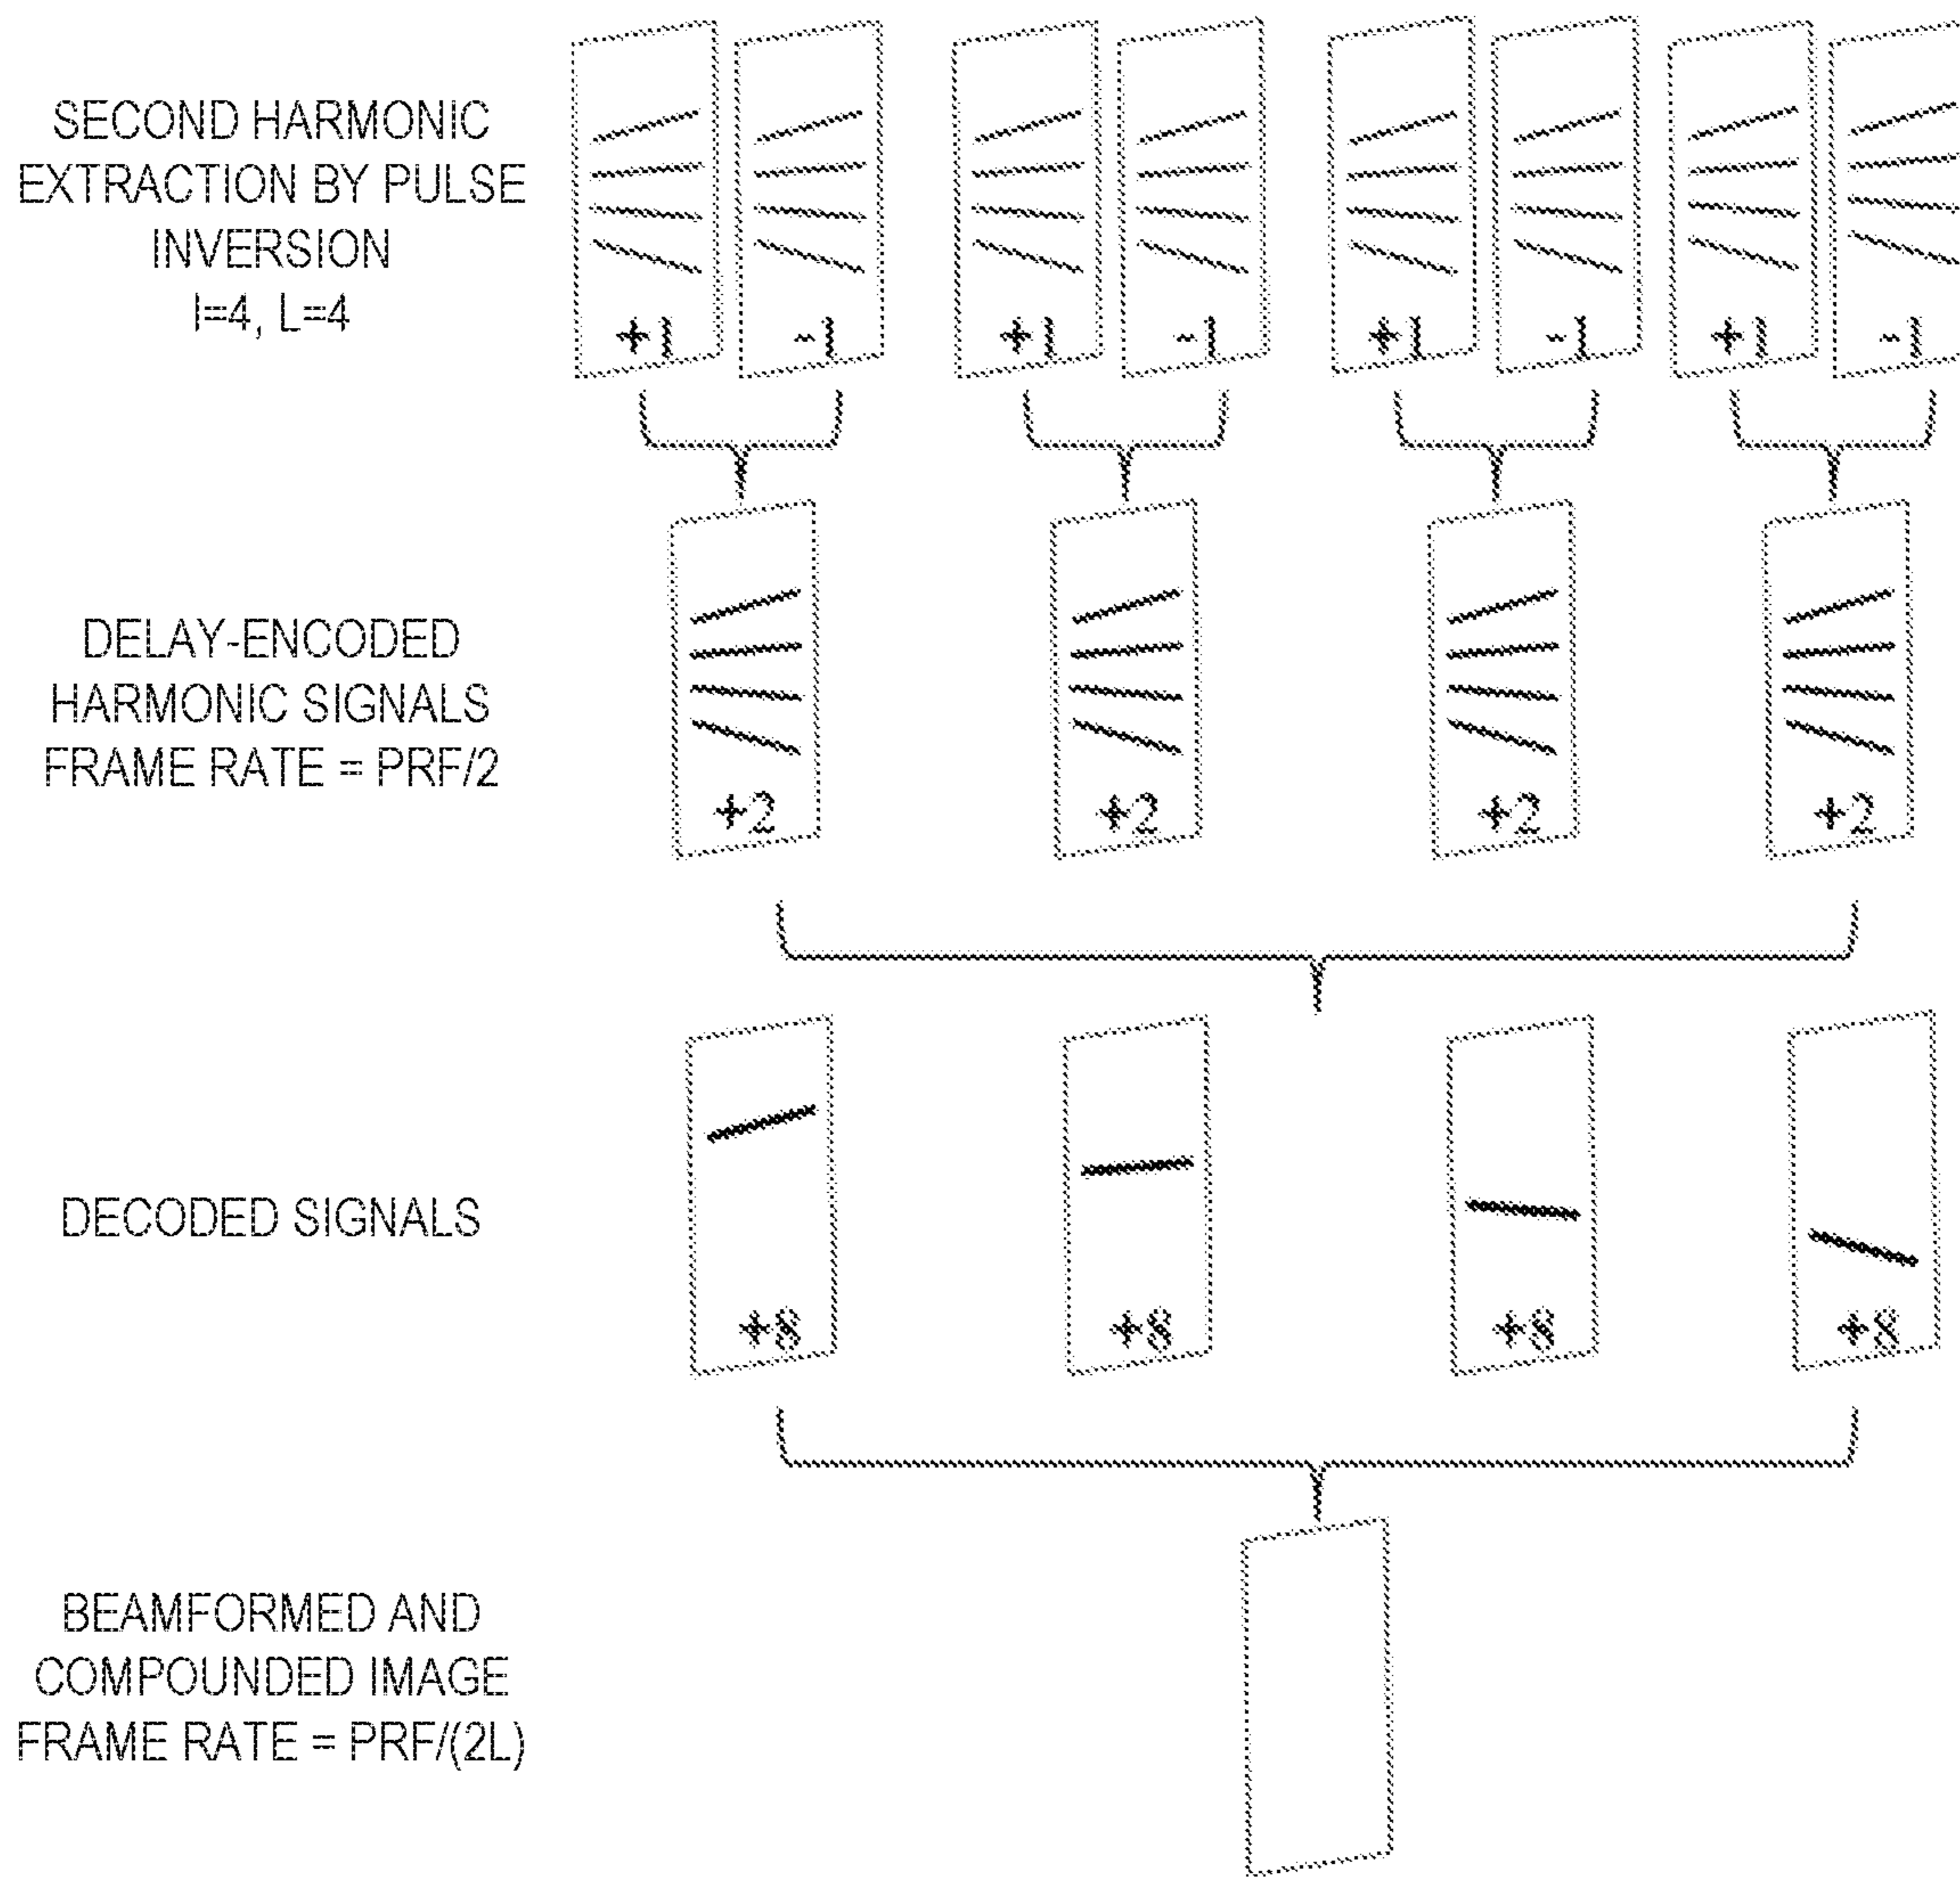 SECOND HARMONIC
EXTRACTION BY PULSE
INVERSION
I=4, L=4
+1 -1 +1 -1 +1 -1 +1 -1
DELAY-ENCODED
HARMONIC SIGNALS
FRAME RATE = PRF/2
+2 +2 +2 +2
DECODED SIGNALS
+8 +8 +8 +8
BEAMFORMED AND
COMPOUNDED IMAGE
FRAME RATE = PRF/(2L)